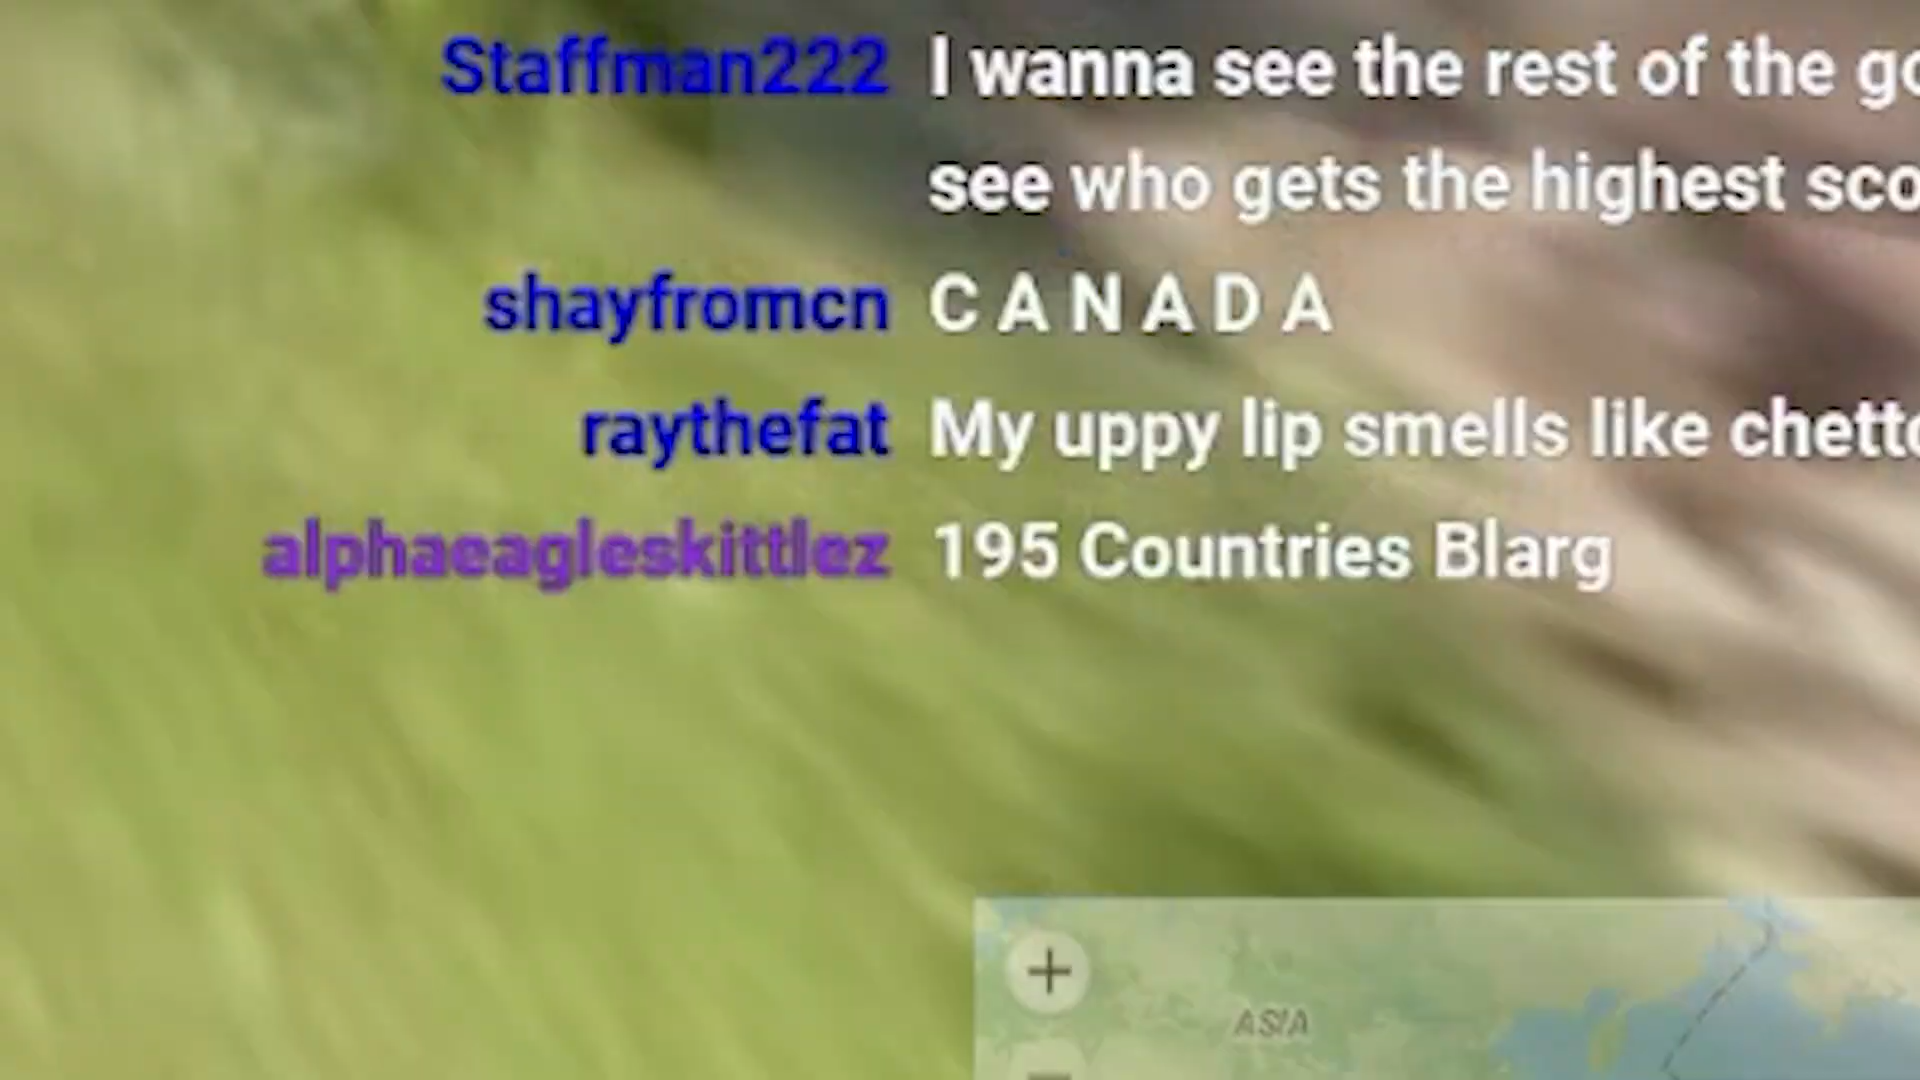 Staffman222 I wanna see the rest of the
see who gets the highest
shayfromcn C A N A D A
raythefat My uppy lip smells like
alphaeagleskittlez 195 Countries Blarg
+
ASIA